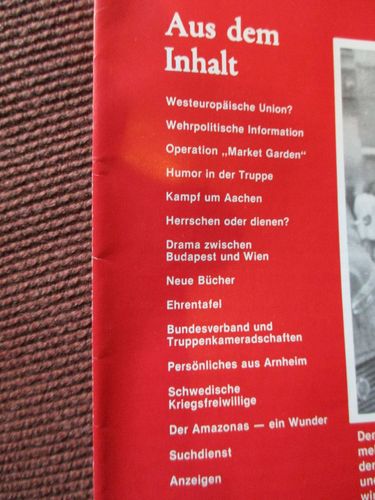 Aus dem
Inhalt
Westeuropäische Union?
Wehrpolitische Information
Operation „Market Garden“
Humor in der Truppe
Kampf um Aachen
Herrschen oder dienen?
Drama zwischen
Budapest und Wien
Neue Bücher
Ehrentafel
Bundesverband und
Truppenkameradschaften
Persönliches aus Arnheim
Schwedische
Kriegsfreiwillige
Der Amazonas — ein Wunder
Suchdienst
Anzeigen